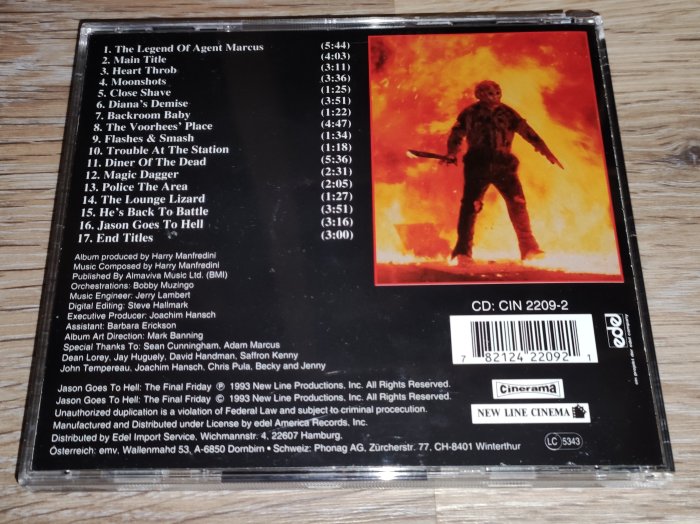 1. The Legend Of Agent Marcus (5:44)
2. Main Title (4:03)
3. Heart Throb (3:11)
4. Moonshots (3:36)
5. Close Shave (1:25)
6. Diana's Demise (3:51)
7. Backroom Baby (1:22)
8. The Voorhees' Place (4:47)
9. Flashes & Smash (1:34)
10. Trouble At The Station (1:18)
11. Diner Of The Dead (5:36)
12. Magic Dagger (2:31)
13. Police The Area (2:05)
14. The Lounge Lizard (1:27)
15. He's Back To Battle (3:51)
16. Jason Goes To Hell (3:16)
17. End Titles (3:00)
Album produced by Harry Manfredini
Music Composed by Harry Manfredini
Published By Almaviva Music Ltd. (BMI)
Orchestrations: Bobby Muzingo
Music Engineer: Jerry Lambert
Digital Editing: Steve Hallmark
Executive Producer: Joachim Hansch
Assistant: Barbara Erickson
Album Art Direction: Mark Banning
Special Thanks To: Sean Cunningham, Adam Marcus
Dean Lorey, Jay Huguely, David Handman, Saffron Kenny
John Tempereau, Joachim Hansch, Chris Pula, Becky and Jenny
Jason Goes To Hell: The Final Friday ℗ 1993 New Line Productions, Inc. All Rights Reserved.
Jason Goes To Hell: The Final Friday © 1993 New Line Productions, Inc. All Rights Reserved.
Unauthorized duplication is a violation of Federal Law and subject to criminal procecution.
Manufactured and Distributed under License by edel America Records, Inc.
Distributed by Edel Import Service, Wichmannstr. 4, 22607 Hamburg.
Österreich: emv. Wallenmahd 53, A-6850 Dornbirn • Schweiz: Phonag AG, Zürcherstr. 77, CH-8401 Winterthur
CD: CIN 2209-2
7 82124 22092 1
edel
Cinerama
NEW LINE CINEMA
LC 5343